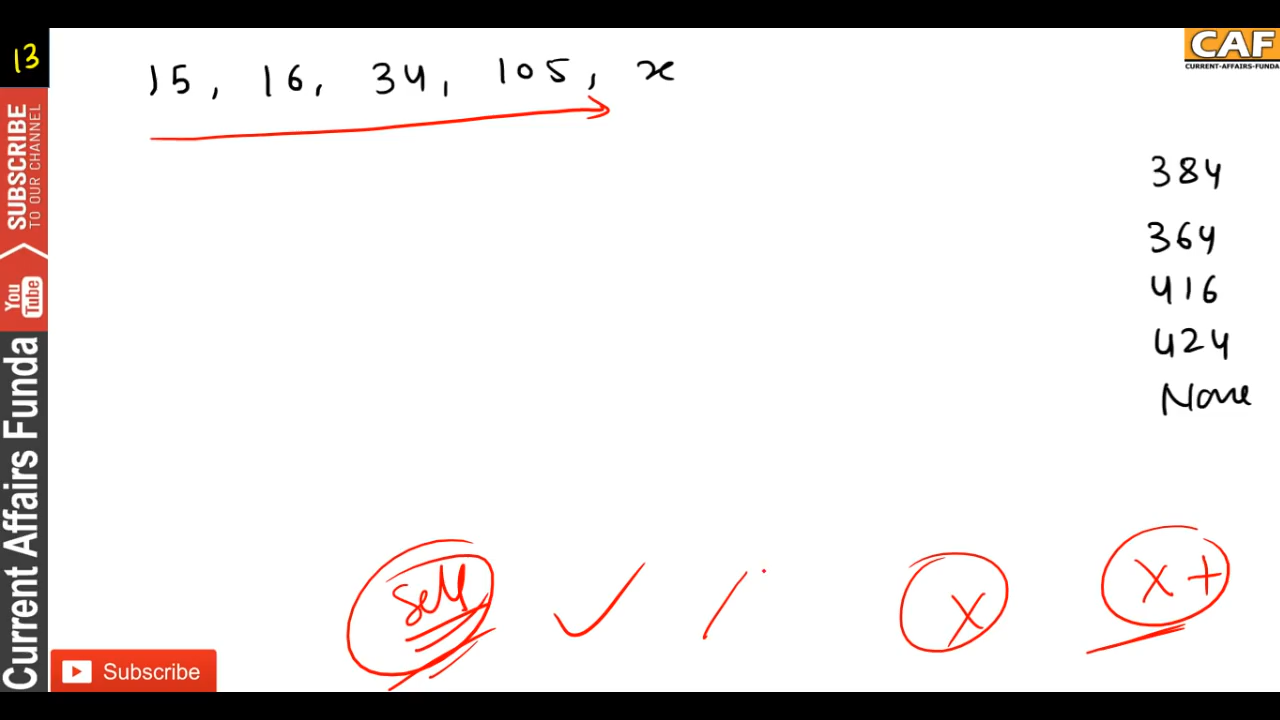 13
15, 16, 34, 105, x
CAF
CURRENT-AFFAIRS-FUNDA
384
364
416
424
None
self ✓ / × ×+
SUBSCRIBE
TO OUR CHANNEL
You Tube
Current Affairs Funda
Subscribe